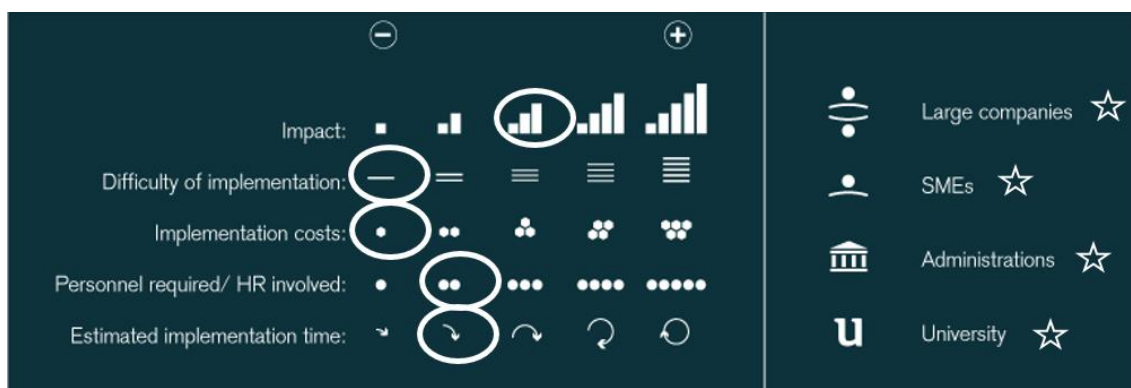 Impact:
Difficulty of implementation:
Implementation costs:
Personnel required/ HR involved:
Estimated implementation time:
Large companies
SMEs
Administrations
u University